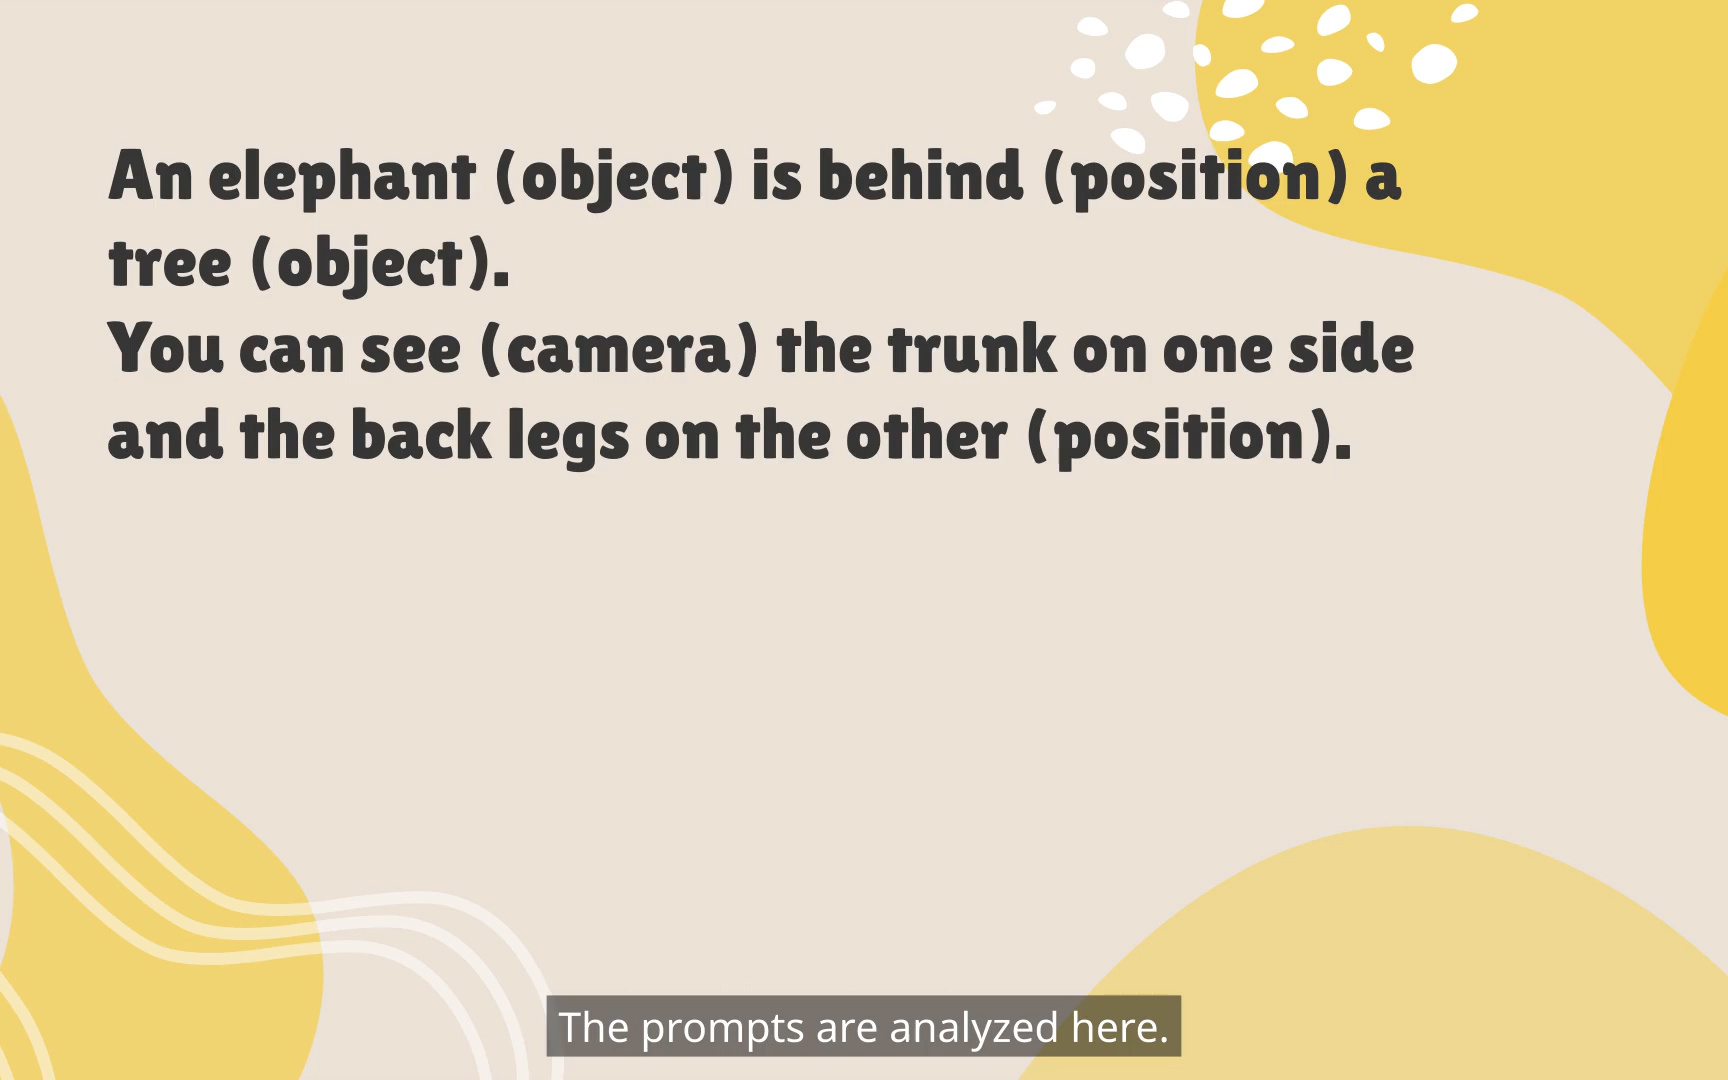 An elephant (object) is behind (position) a
tree (object).
You can see (camera) the trunk on one side
and the back legs on the other (position).
The prompts are analyzed here.